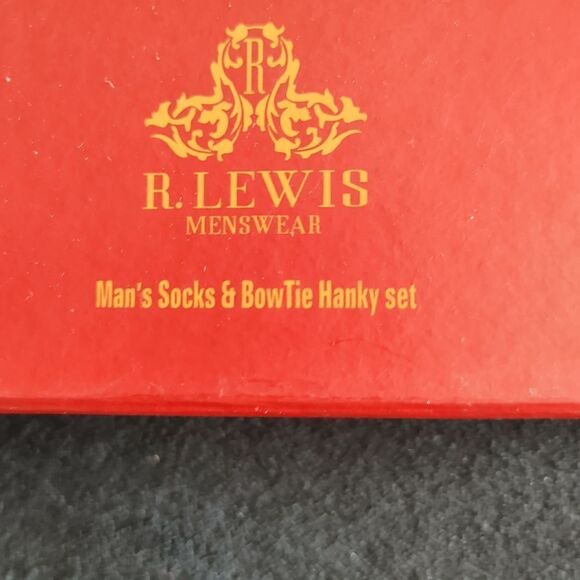 R
R. LEWIS
MENSWEAR
Man's Socks & BowTie Hanky set